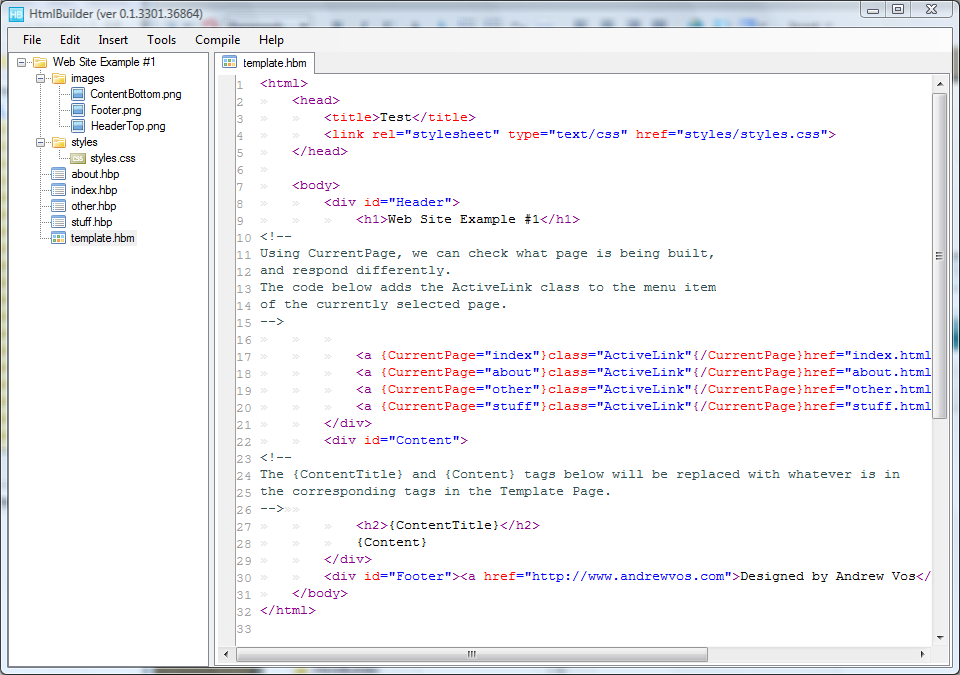 HtmlBuilder (ver 0.1.3301.36864)
File Edit Insert Tools Compile Help
Web Site Example #1
images
ContentBottom.png
Footer.png
HeaderTop.png
styles
styles.css
about.hbp
index.hbp
other.hbp
stuff.hbp
template.hbm
template.hbm
1 <html>
2 <head>
3 <title>Test</title>
4 <link rel="stylesheet" type="text/css" href="styles/styles.css">
5 </head>
6
7 <body>
8 <div id="Header">
9 <h1>Web Site Example #1</h1>
10 <!--
11 Using CurrentPage, we can check what page is being built,
12 and respond differently.
13 The code below adds the ActiveLink class to the menu item
14 of the currently selected page.
15 -->
16
17 <a {CurrentPage="index"}class="ActiveLink"{/CurrentPage}href="index.html
18 <a {CurrentPage="about"}class="ActiveLink"{/CurrentPage}href="about.html
19 <a {CurrentPage="other"}class="ActiveLink"{/CurrentPage}href="other.html
20 <a {CurrentPage="stuff"}class="ActiveLink"{/CurrentPage}href="stuff.html
21 </div>
22 <div id="Content">
23 <!--
24 The {ContentTitle} and {Content} tags below will be replaced with whatever is in
25 the corresponding tags in the Template Page.
26 -->
27 <h2>{ContentTitle}</h2>
28 {Content}
29 </div>
30 <div id="Footer"><a href="http://www.andrewvos.com">Designed by Andrew Vos</
31 </body>
32 </html>
33